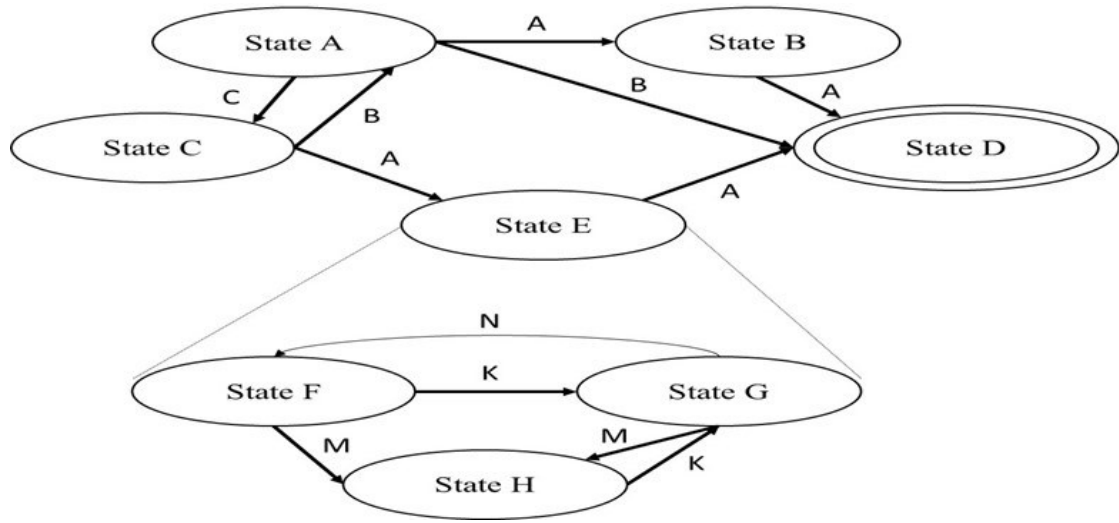 A
State A
State B
C
B
B
A
State C
A
State D
A
State E
N
K
State F
State G
M
M
K
State H